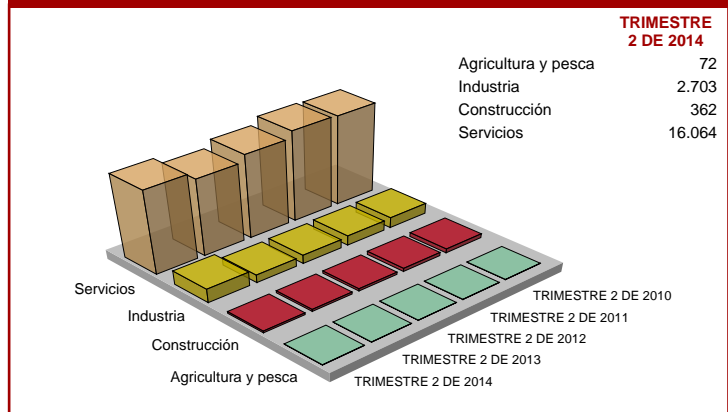 TRIMESTRE
2 DE 2014
Agricultura y pesca 72
Industria 2.703
Construcción 362
Servicios 16.064
Servicios
Industria
Construcción
Agricultura y pesca
TRIMESTRE 2 DE 2010
TRIMESTRE 2 DE 2011
TRIMESTRE 2 DE 2012
TRIMESTRE 2 DE 2013
TRIMESTRE 2 DE 2014